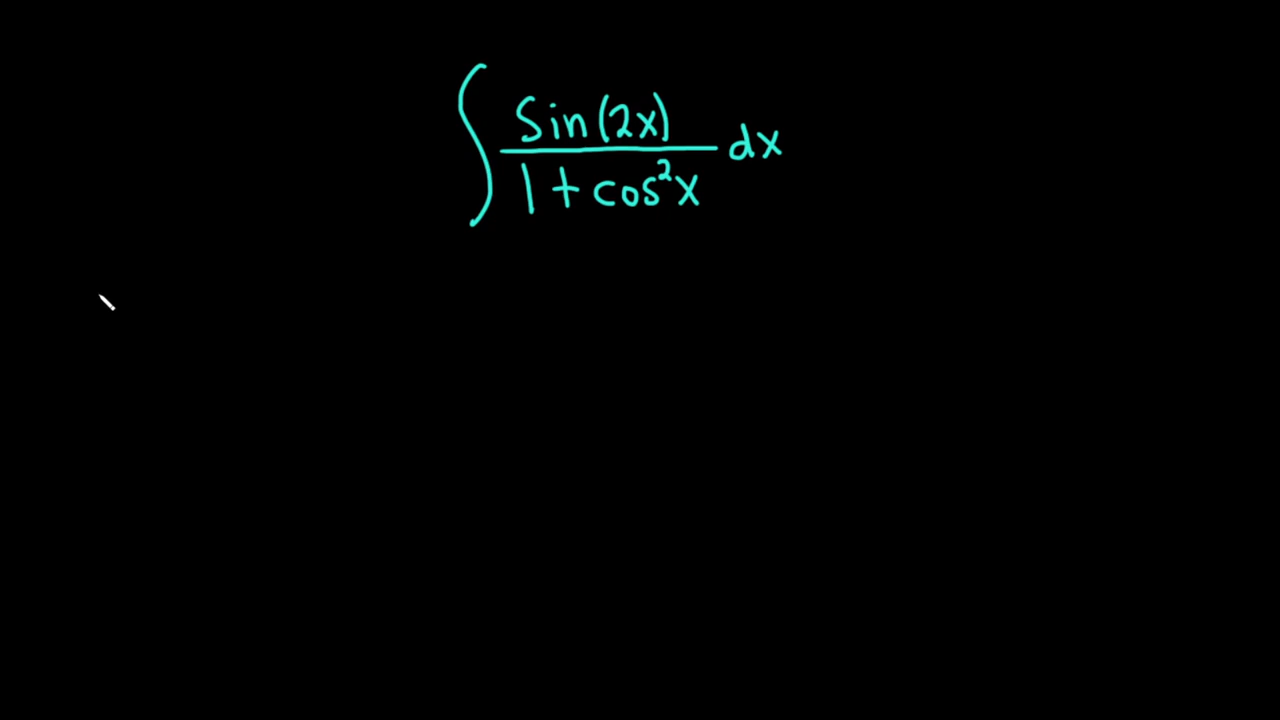 ∫ Sin(2x) / 1 + cos²x dx